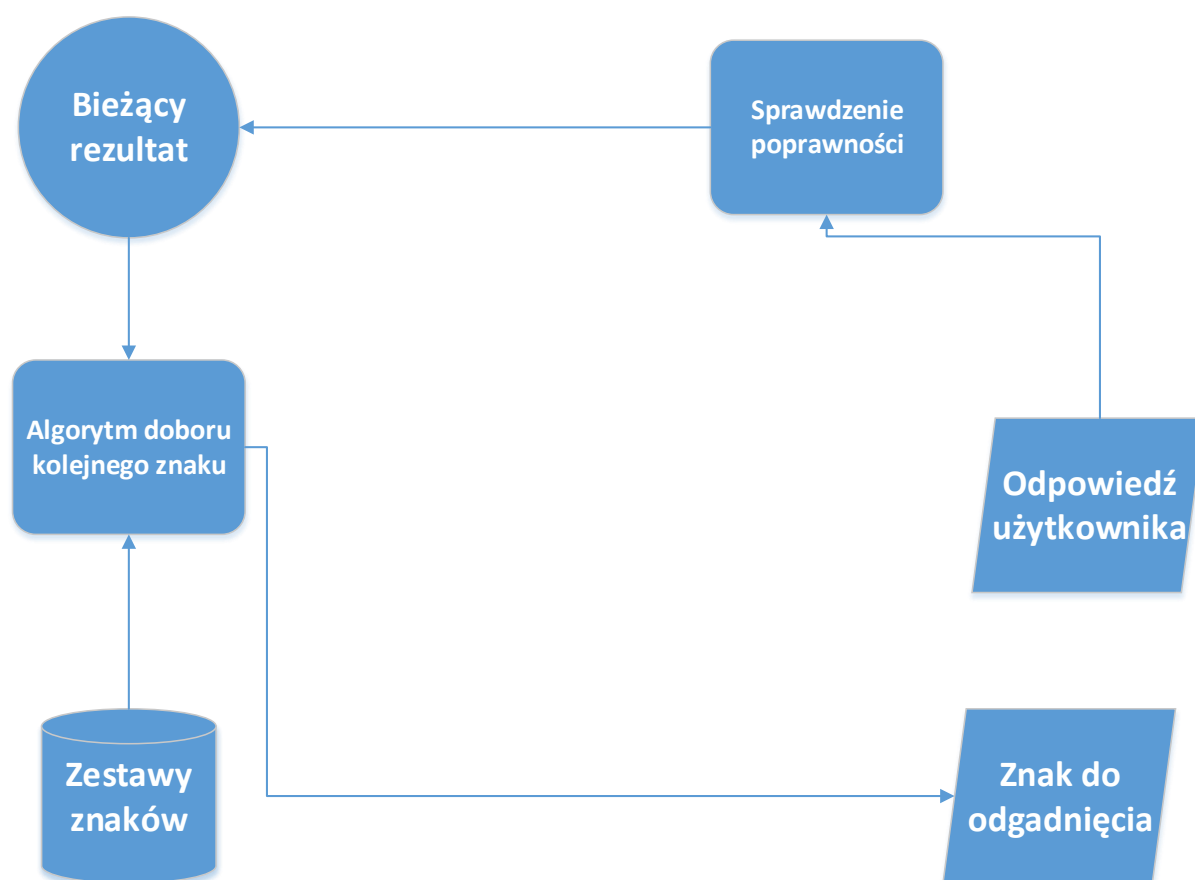 Bieżący
rezultat
Sprawdzenie
poprawności
Algorytm doboru
kolejnego znaku
Odpowiedź
użytkownika
Zestawy
znaków
Znak do
odgadnięcia